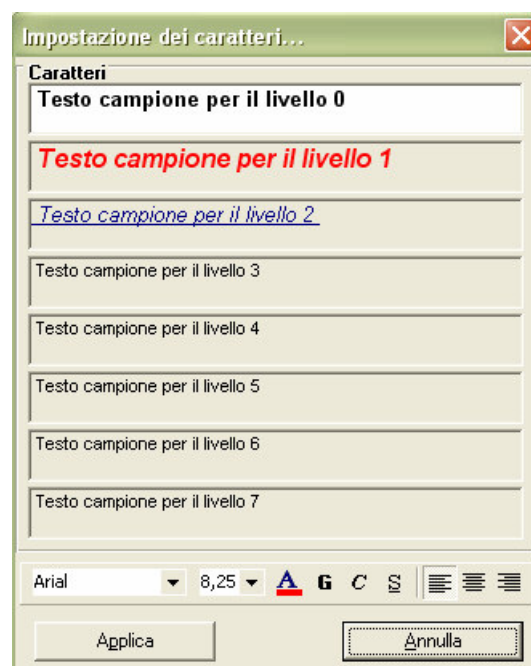 Impostazione dei caratteri...
Caratteri
Testo campione per il livello 0
Testo campione per il livello 1
Testo campione per il livello 2
Testo campione per il livello 3
Testo campione per il livello 4
Testo campione per il livello 5
Testo campione per il livello 6
Testo campione per il livello 7
Arial 8,25 A G C S
Applica Annulla